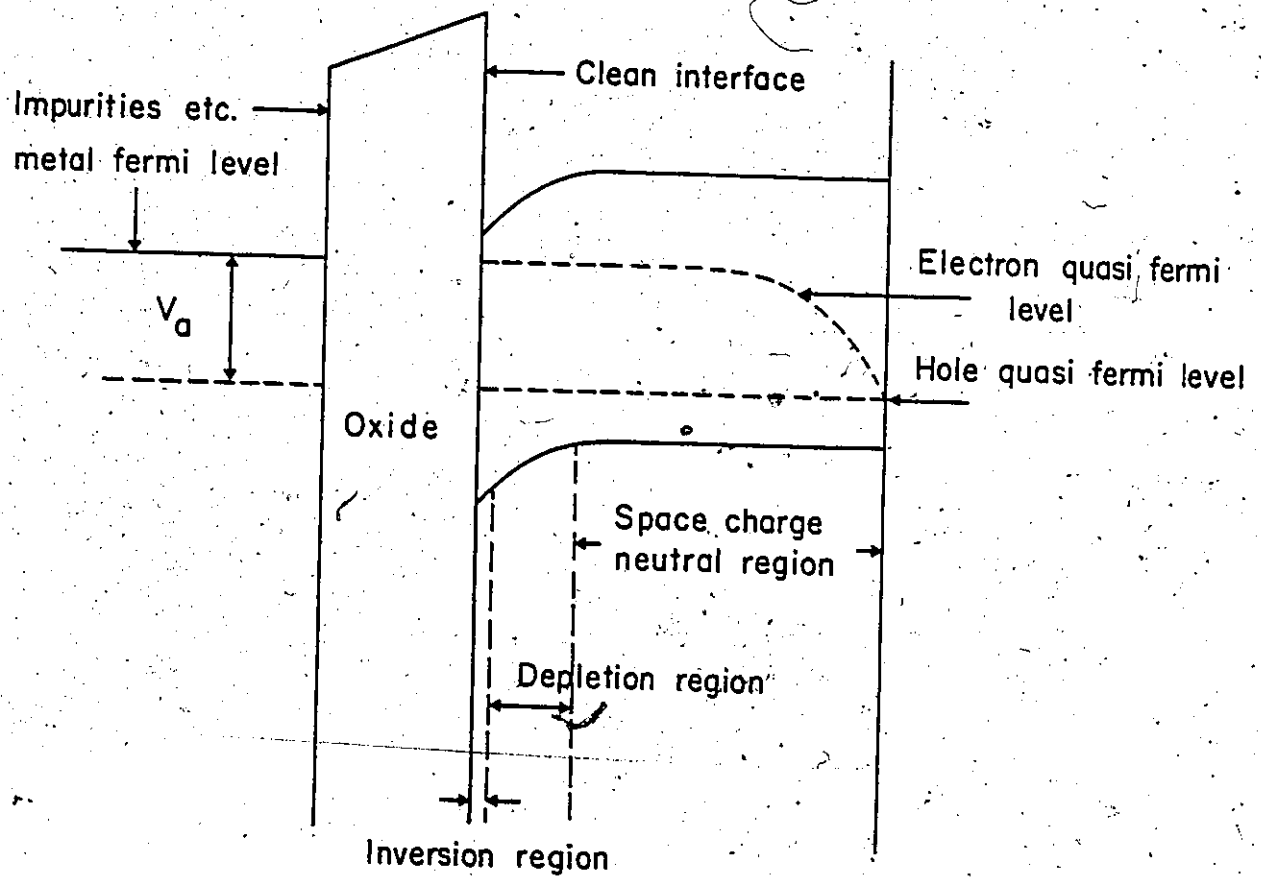 Clean interface
Impurities etc.
metal fermi level
Electron quasi fermi
level
V_a
Hole quasi fermi level
Oxide
Space charge
neutral region
Depletion region
Inversion region